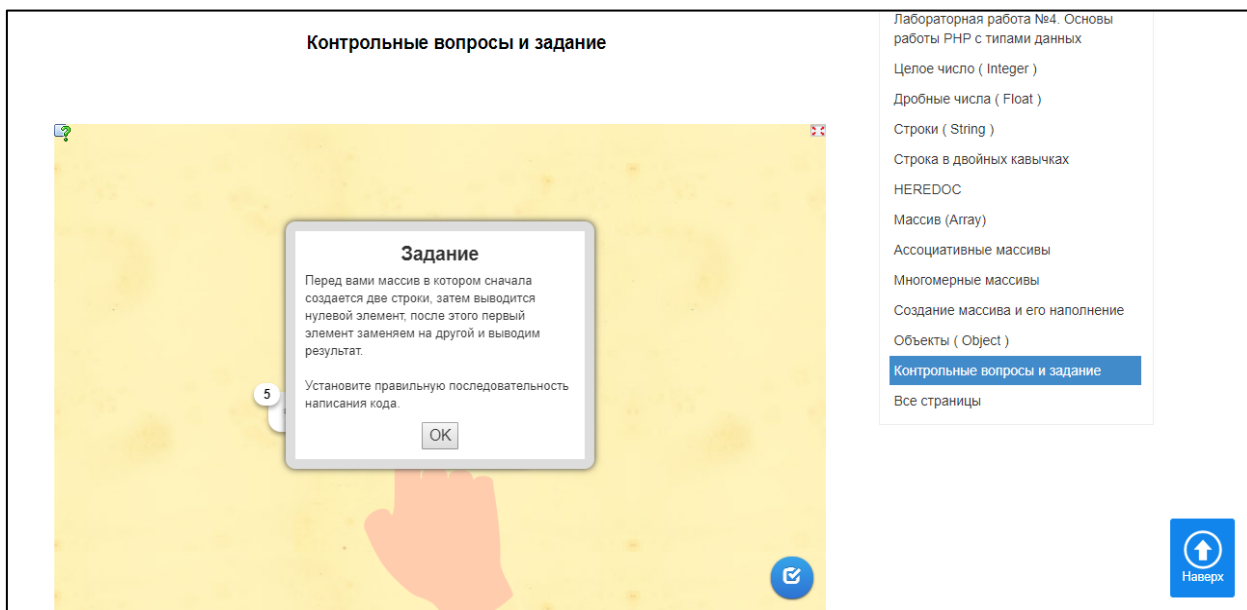 Контрольные вопросы и задание
Задание
Перед вами массив в котором сначала
создается две строки, затем выводится
нулевой элемент, после этого первый
элемент заменяем на другой и выводим
результат.
Установите правильную последовательность
написания кода.
OK
5
Лабораторная работа №4. Основы
работы PHP с типами данных
Целое число ( Integer )
Дробные числа ( Float )
Строки ( String )
Строка в двойных кавычках
HEREDOC
Массив (Array)
Ассоциативные массивы
Многомерные массивы
Создание массива и его наполнение
Объекты ( Object )
Контрольные вопросы и задание
Все страницы
Наверх